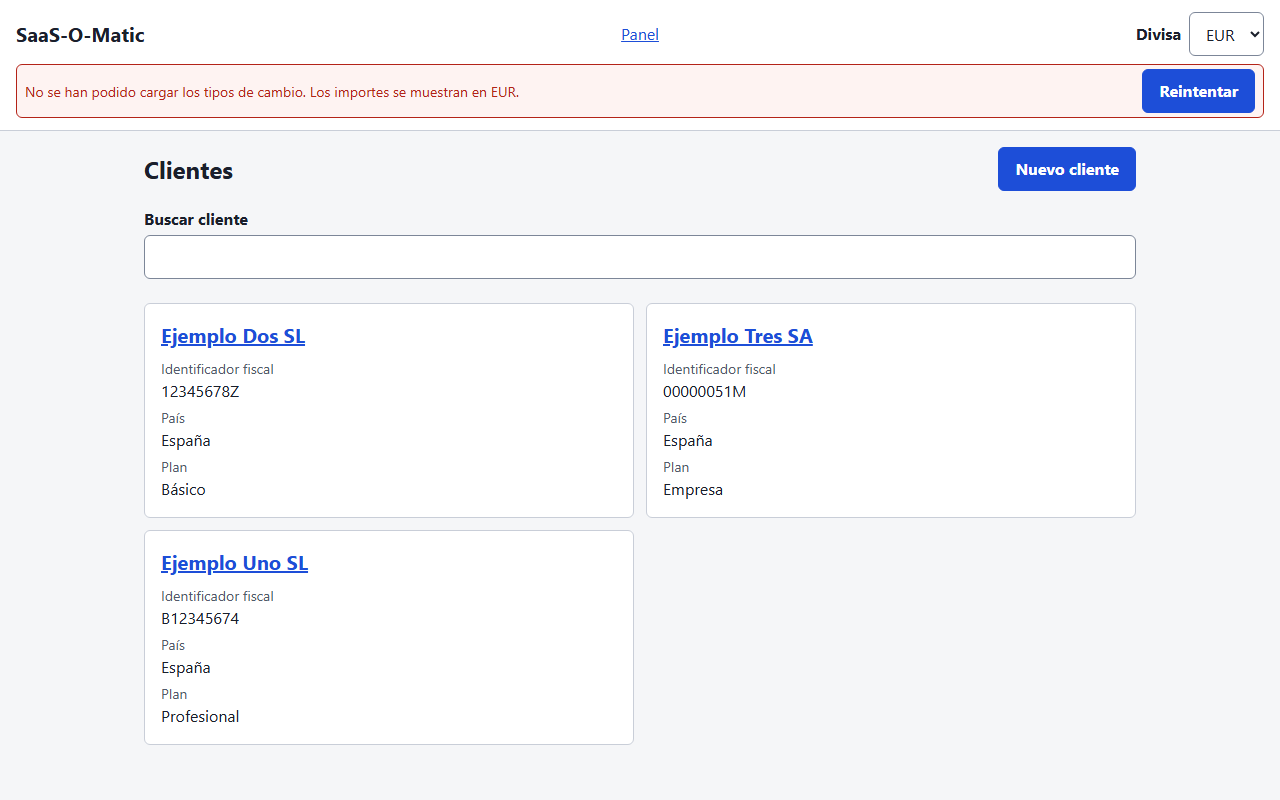 SaaS-O-Matic
Panel
Divisa
EUR
No se han podido cargar los tipos de cambio. Los importes se muestran en EUR.
Reintentar
Clientes
Nuevo cliente
Buscar cliente
Ejemplo Dos SL
Identificador fiscal
12345678Z
País
España
Plan
Básico
Ejemplo Tres SA
Identificador fiscal
00000051M
País
España
Plan
Empresa
Ejemplo Uno SL
Identificador fiscal
B12345674
País
España
Plan
Profesional